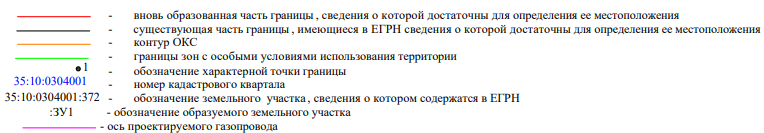 - вновь образованная часть границы, сведения о которой достаточны для определения ее местоположения
- существующая часть границы, имеющиеся в ЕГРН сведения о которой достаточны для определения ее местоположения
- контур ОКС
- границы зон с особыми условиями использования территории
1 - обозначение характерной точки границы
35:10:0304001 - номер кадастрового квартала
35:10:0304001:372 - обозначение земельного участка, сведения о котором содержатся в ЕГРН
:ЗУ1 - обозначение образуемого земельного участка
- ось проектируемого газопровода